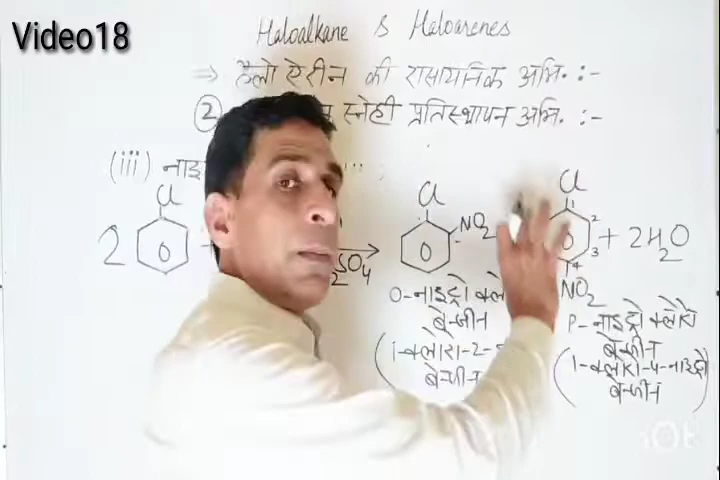 Video18
Haloalkane & Haloarenes
⇒ हैलो ऐरीन की रासायनिक अभि. :-
(2) स्नेही प्रतिस्थापन अभि. :-
(iii)
Cl Cl Cl
NO2 1 2
2 + → + 2H2O
SO4 3
4
NO2
O-नाइट्रो
P-नाइट्रो क्लोरो
बेन्जीन बेन्जीन
(1-क्लोरो-2- (1-क्लोरो-4-नाइट्रो
बेन्जीन बेन्जीन)